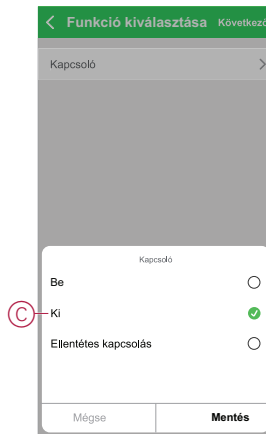 Funkció kiválasztása Következő
Kapcsoló
Kapcsoló
Be
C Ki
Ellentétes kapcsolás
Mégse Mentés